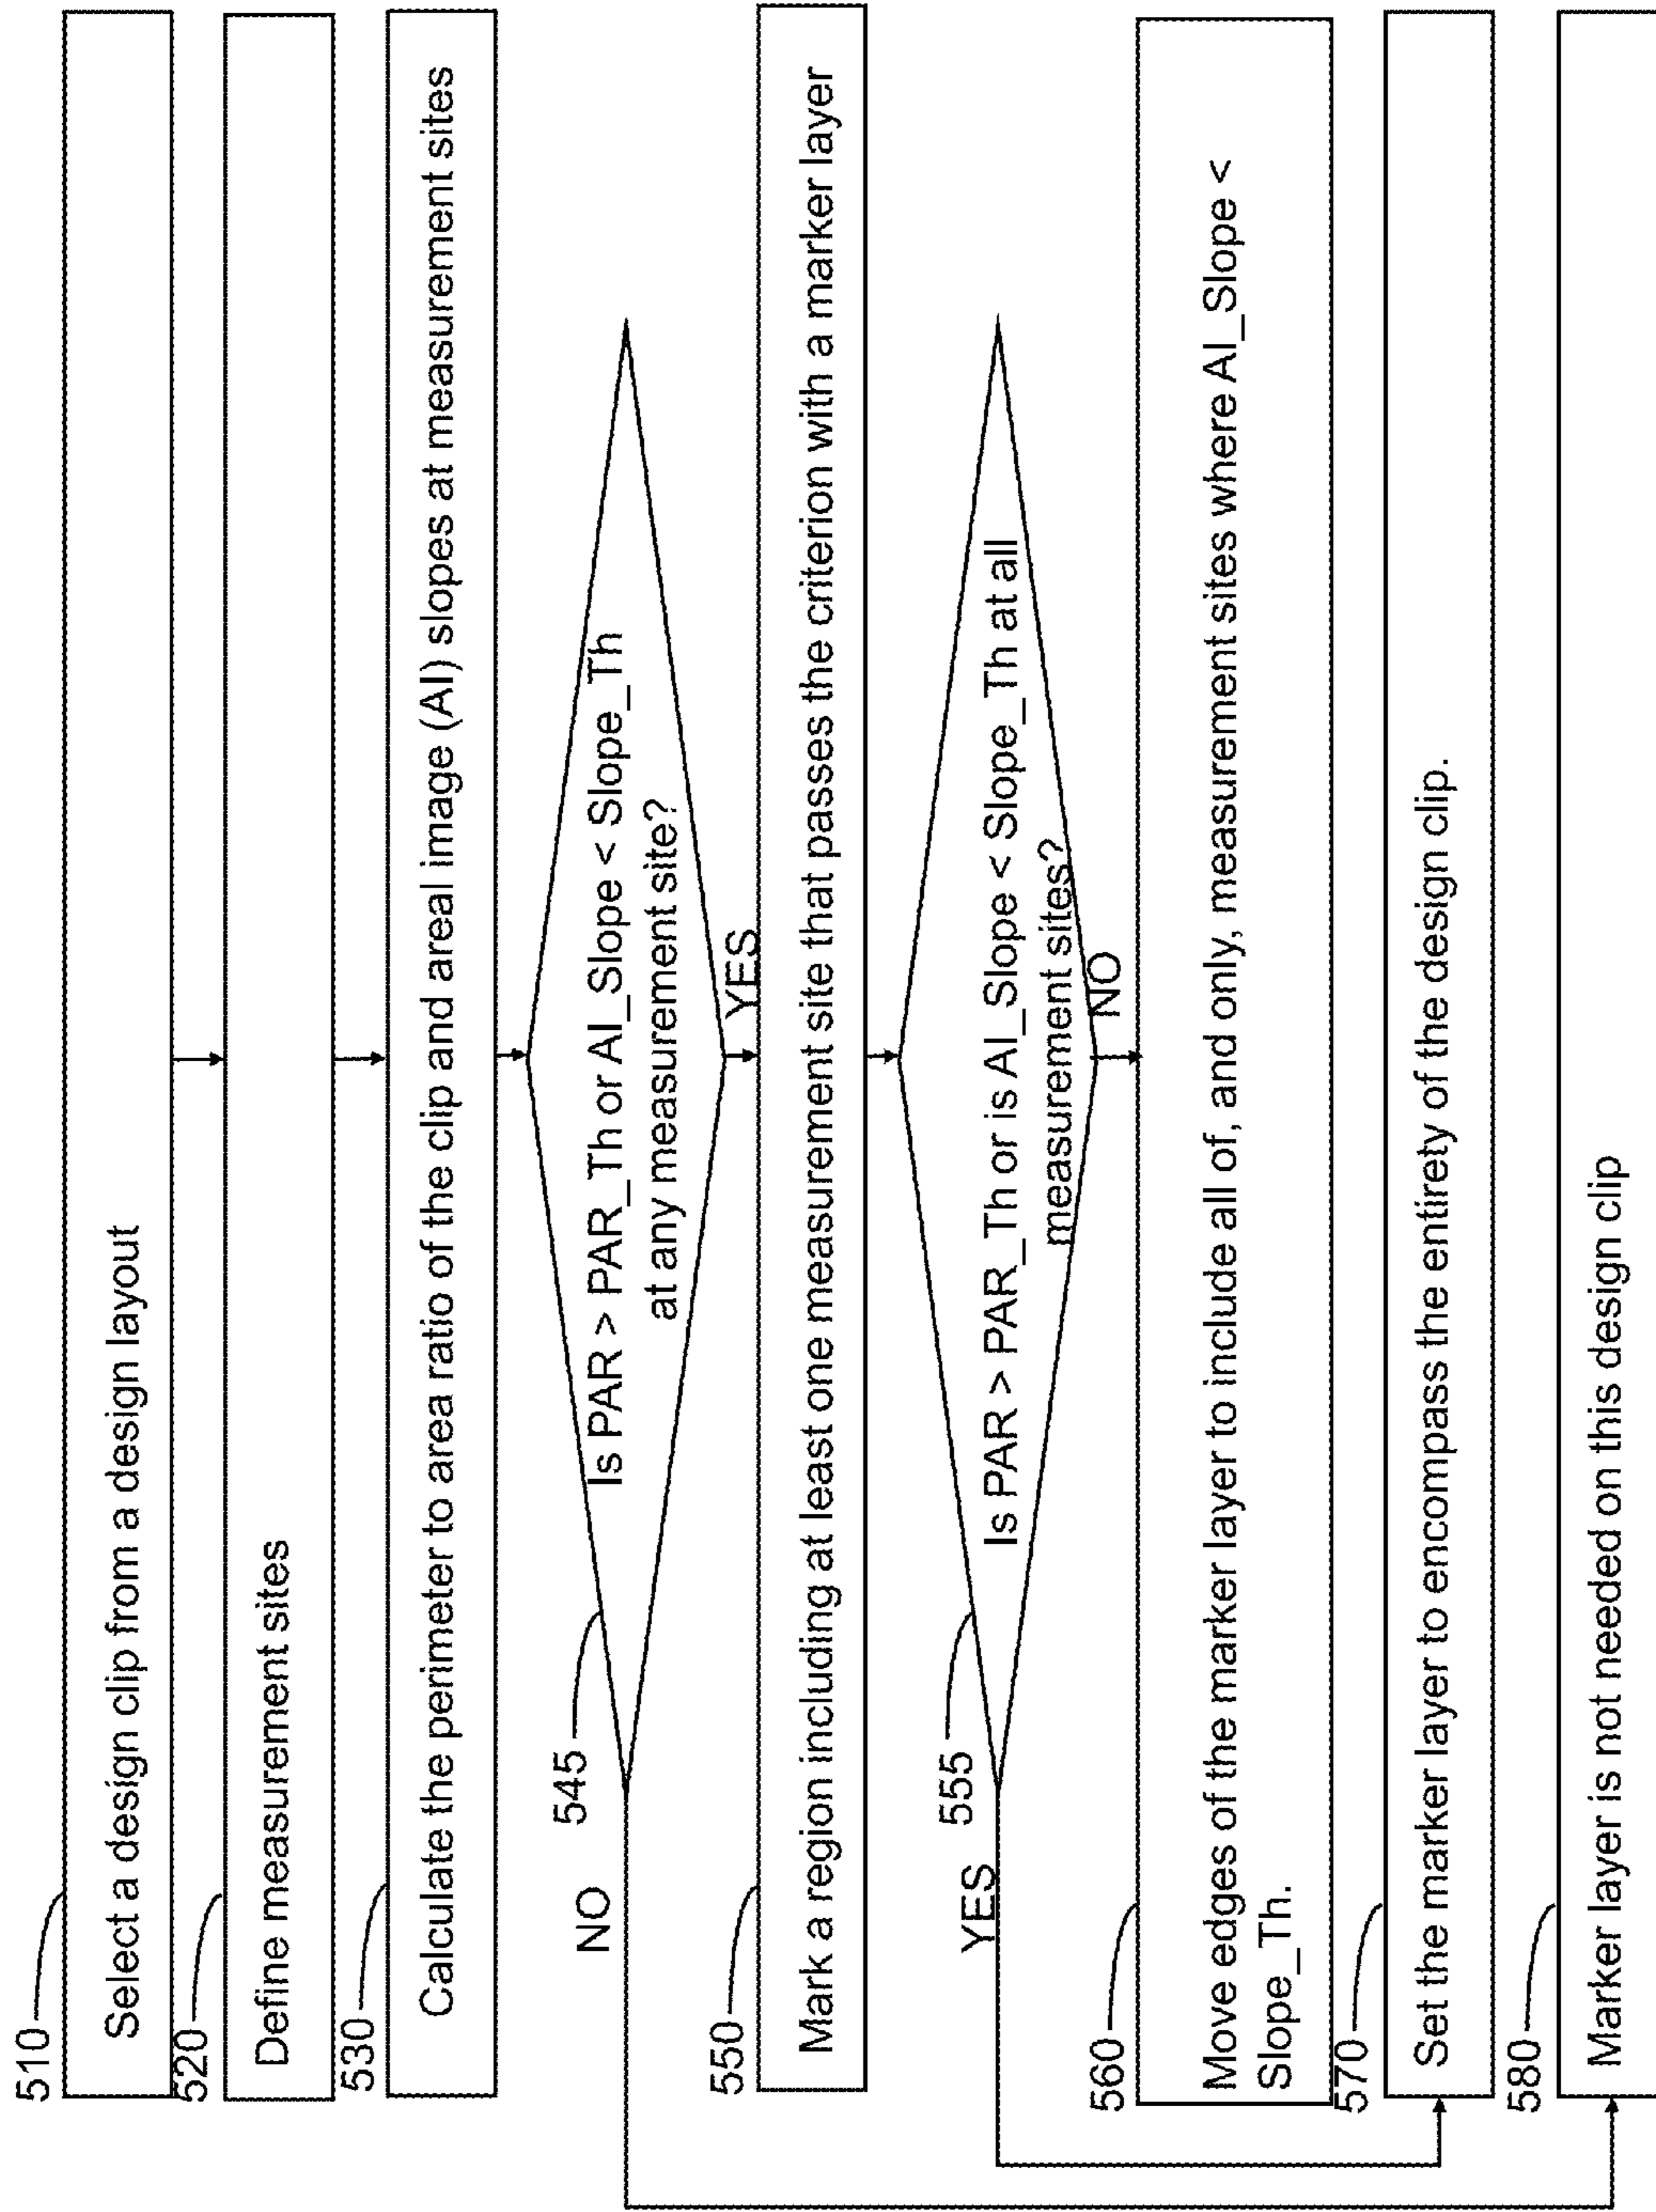 510
Select a design clip from a design layout
520
Define measurement sites
530
Calculate the perimeter to area ratio of the clip and areal image (AI) slopes at measurement sites
545
NO
Is PAR > PAR_Th or AI_Slope < Slope_Th
at any measurement site?
YES
550
Mark a region including at least one measurement site that passes the criterion with a marker layer
555
YES
Is PAR > PAR_Th or is AI_Slope < Slope_Th at all
measurement sites?
NO
560
Move edges of the marker layer to include all of, and only, measurement sites where AI_Slope <
Slope_Th.
570
Set the marker layer to encompass the entirety of the design clip.
580
Marker layer is not needed on this design clip